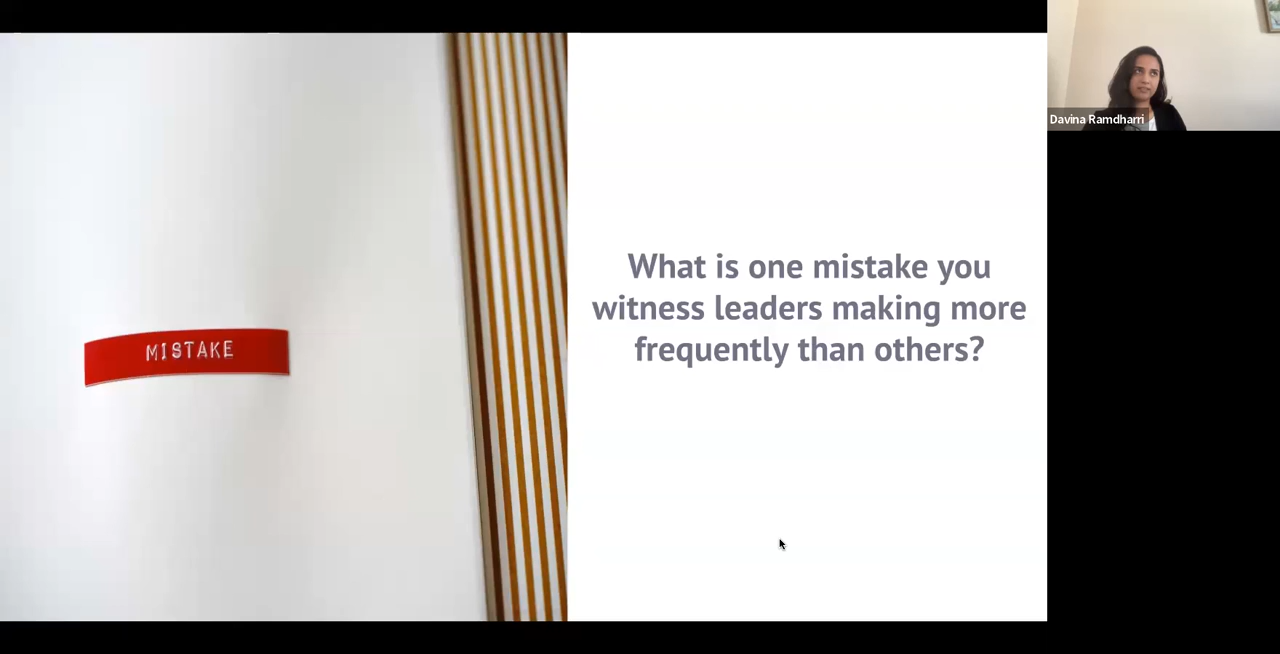 MISTAKE
What is one mistake you
witness leaders making more
frequently than others?
Davina Ramdharri